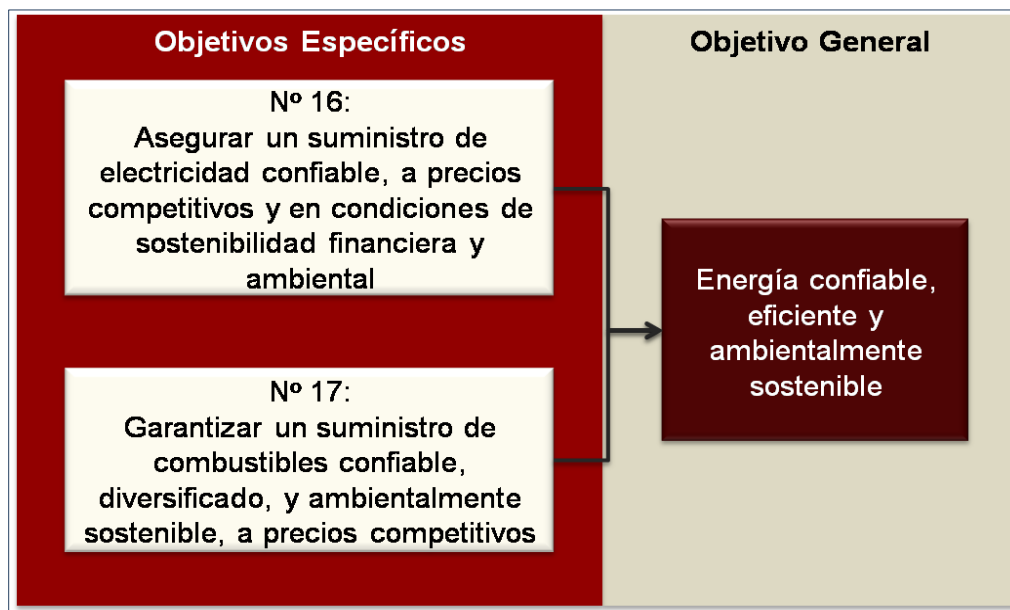 Objetivos Específicos
Nº 16:
Asegurar un suministro de
electricidad confiable, a precios
competitivos y en condiciones de
sostenibilidad financiera y
ambiental
Nº 17:
Garantizar un suministro de
combustibles confiable,
diversificado, y ambientalmente
sostenible, a precios competitivos
Objetivo General
Energía confiable,
eficiente y
ambientalmente
sostenible